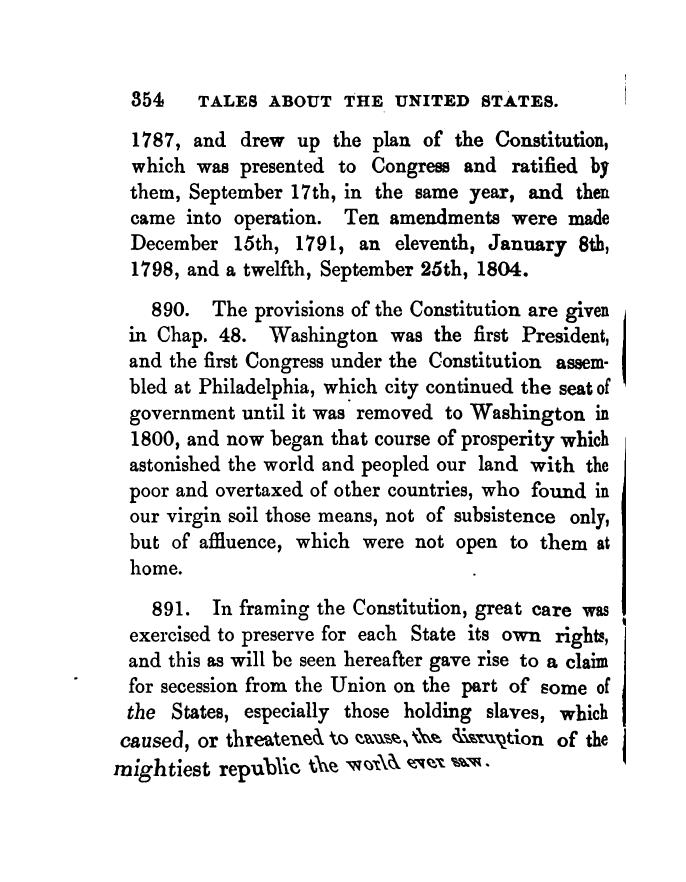 354 TALES ABOUT THE UNITED STATES.
1787, and drew up the plan of the Constitution,
which was presented to Congress and ratified by
them, September 17th, in the same year, and then
came into operation. Ten amendments were made
December 15th, 1791, an eleventh, January 8th,
1798, and a twelfth, September 25th, 1804.
890. The provisions of the Constitution are given
in Chap. 48. Washington was the first President,
and the first Congress under the Constitution assem-
bled at Philadelphia, which city continued the seat of
government until it was removed to Washington in
1800, and now began that course of prosperity which
astonished the world and peopled our land with the
poor and overtaxed of other countries, who found in
our virgin soil those means, not of subsistence only,
but of affluence, which were not open to them at
home.
891. In framing the Constitution, great care was
exercised to preserve for each State its own rights,
and this as will be seen hereafter gave rise to a claim
for secession from the Union on the part of some of
the States, especially those holding slaves, which
caused, or threatened to cause, the disruption of the
mightiest republic the world ever saw.